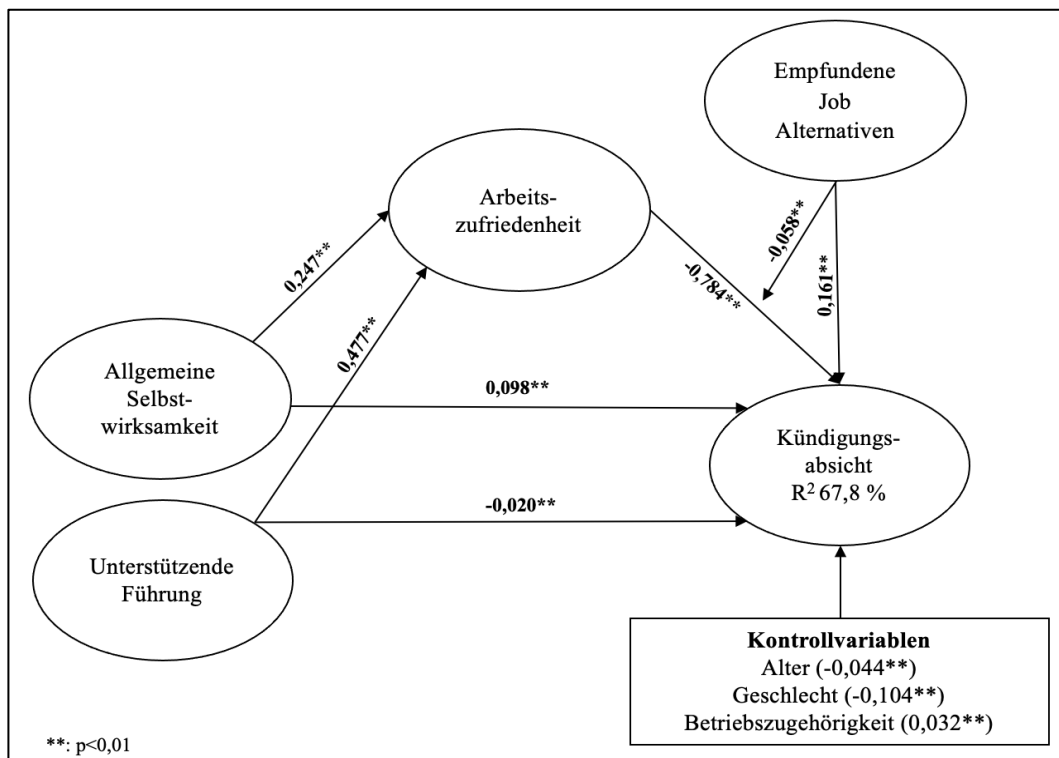 Empfundene
Job
Alternativen
Arbeits-
zufriedenheit
-0,058**
0,161**
0,247**
-0,784**
0,477**
Allgemeine
Selbst-
wirksamkeit
0,098**
Kündigungs-
absicht
R² 67,8 %
-0,020**
Unterstützende
Führung
Kontrollvariablen
Alter (-0,044**)
Geschlecht (-0,104**)
Betriebszugehörigkeit (0,032**)
**: p<0,01